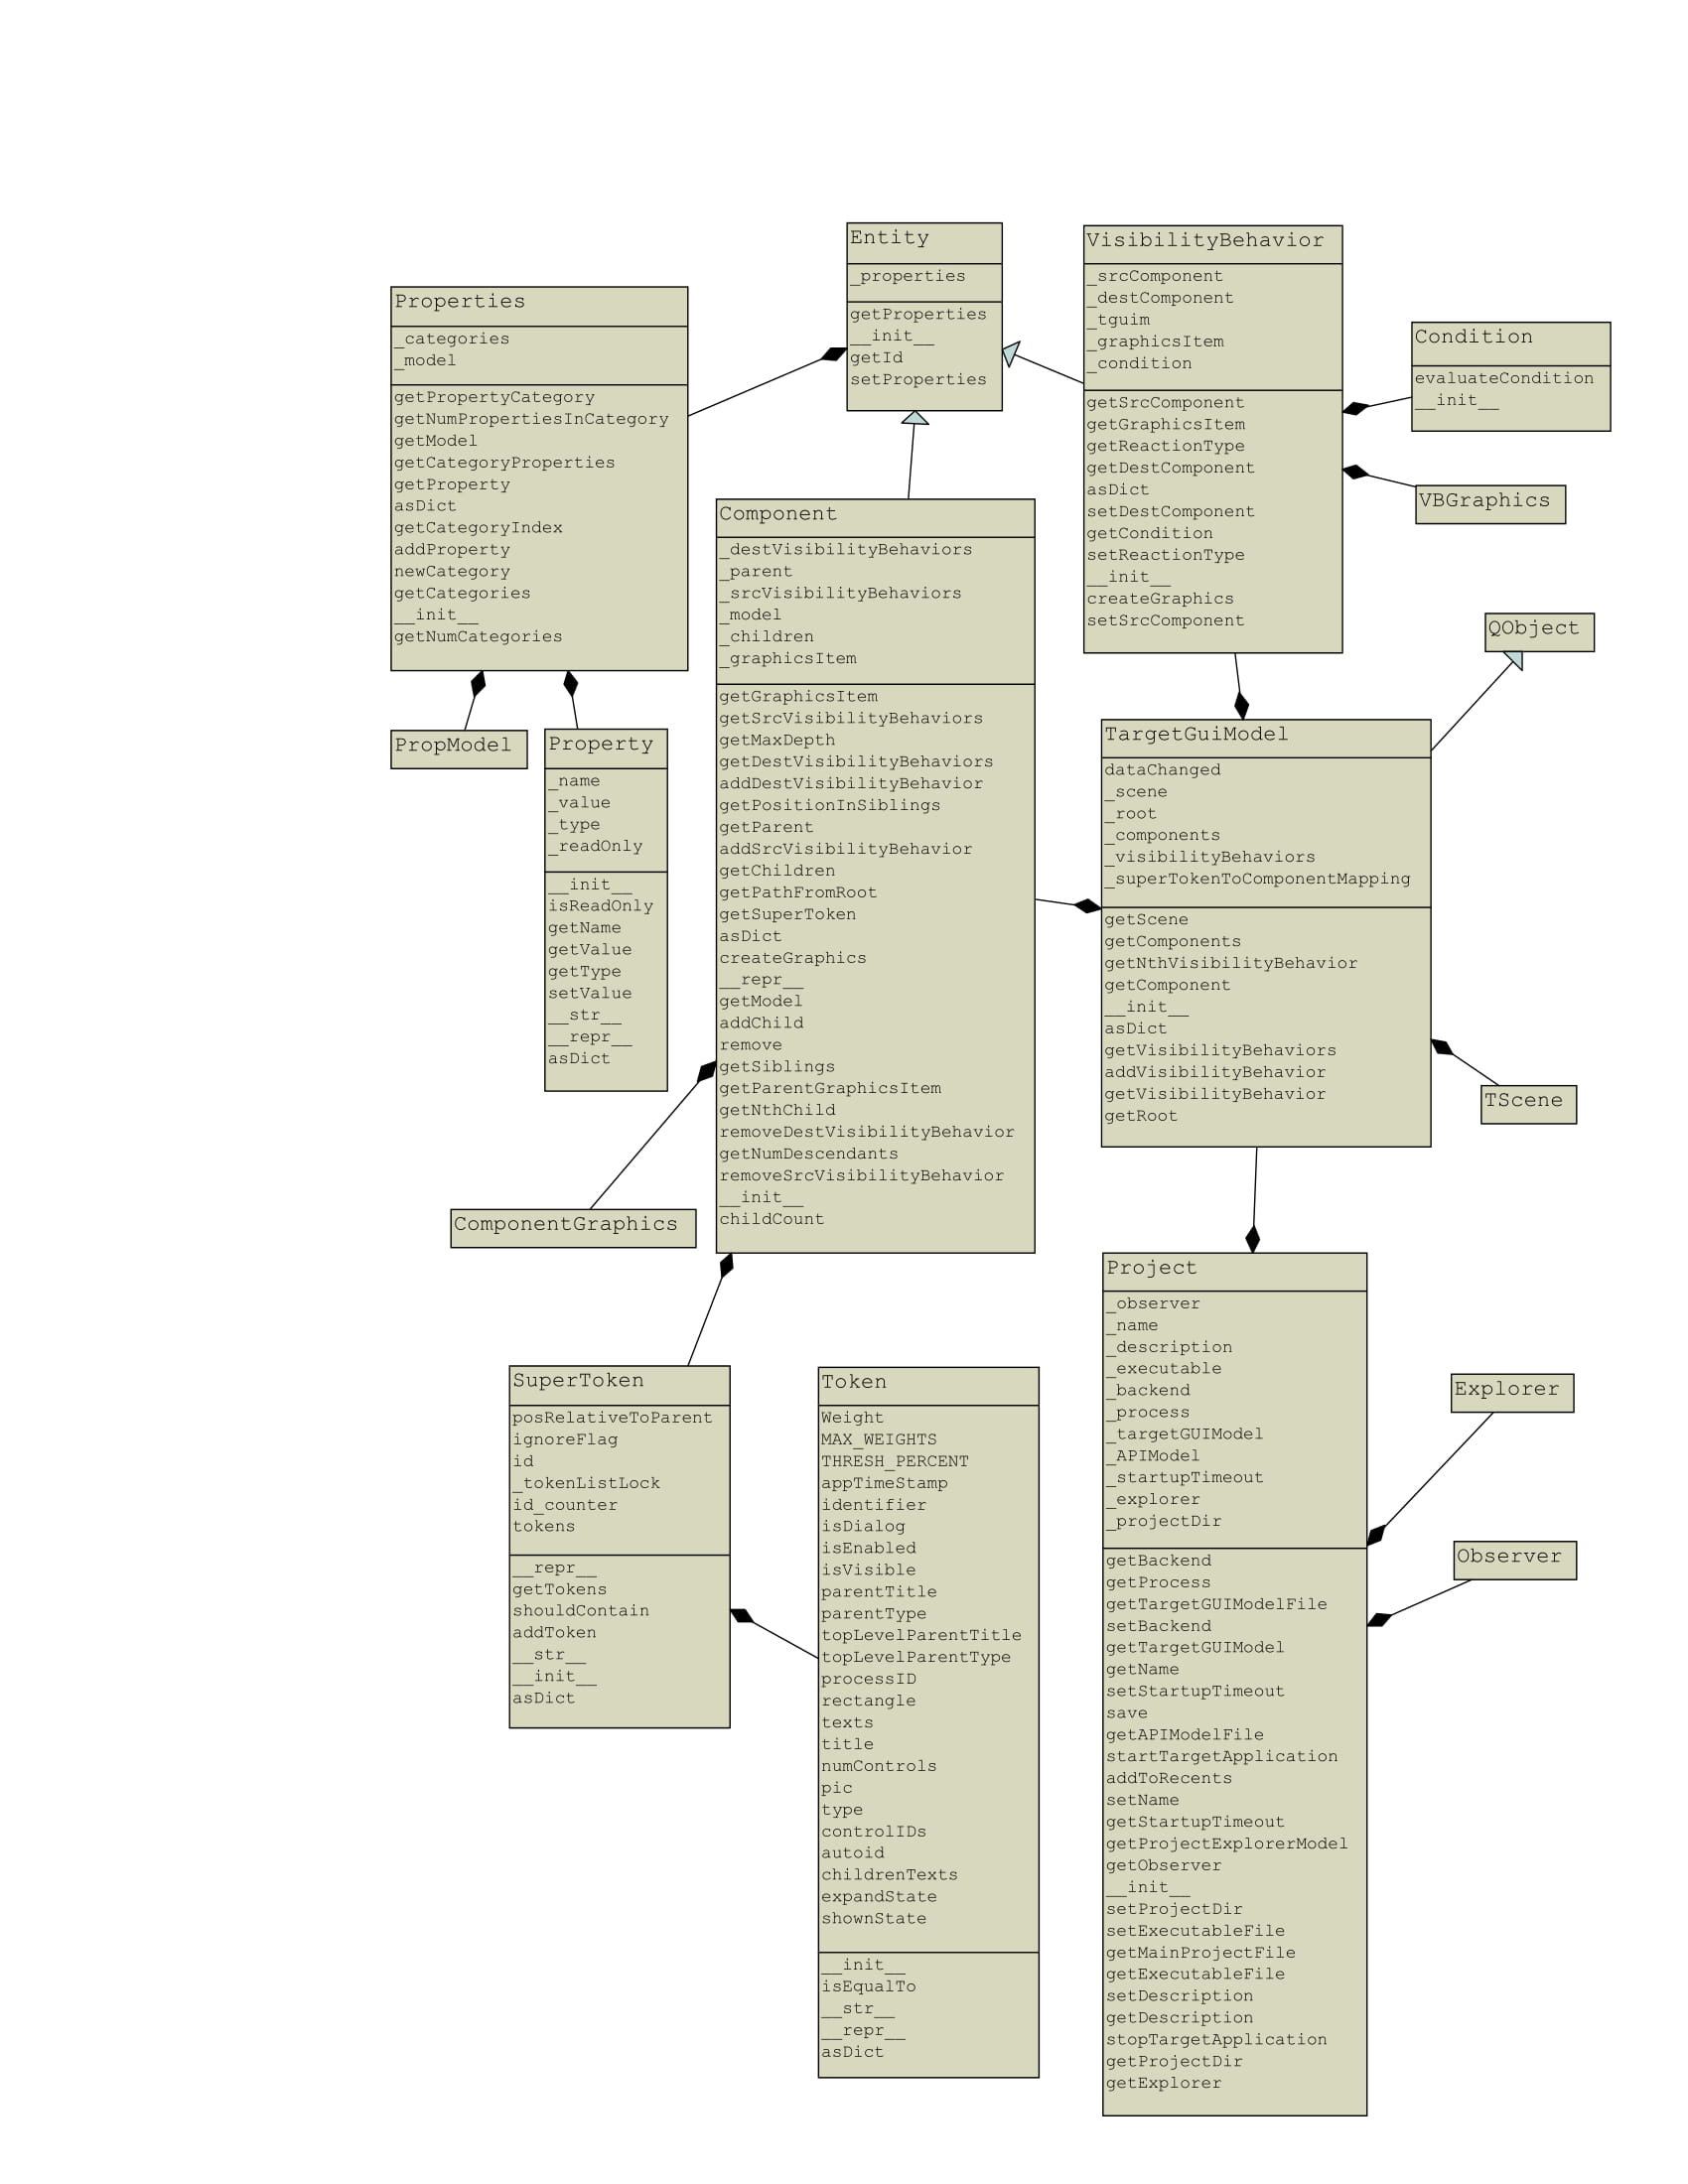 Entity
_properties
getProperties
__init__
getId
setProperties
VisibilityBehavior
_srcComponent
_destComponent
_tguim
_graphicsItem
_condition
getSrcComponent
getGraphicsItem
getReactionType
getDestComponent
asDict
setDestComponent
getCondition
setReactionType
__init__
createGraphics
setSrcComponent
Properties
_categories
_model
getPropertyCategory
getNumPropertiesInCategory
getModel
getCategoryProperties
getProperty
asDict
getCategoryIndex
addProperty
newCategory
getCategories
__init__
getNumCategories
Condition
evaluateCondition
__init__
VBGraphics
Component
_destVisibilityBehaviors
_parent
_srcVisibilityBehaviors
_model
_children
_graphicsItem
getGraphicsItem
getSrcVisibilityBehaviors
getMaxDepth
getDestVisibilityBehaviors
addDestVisibilityBehavior
getPositionInSiblings
getParent
addSrcVisibilityBehavior
getChildren
getPathFromRoot
getSuperToken
asDict
createGraphics
__repr__
getModel
addChild
remove
getSiblings
getParentGraphicsItem
getNthChild
removeDestVisibilityBehavior
getNumDescendants
removeSrcVisibilityBehavior
__init__
childCount
QObject
PropModel
Property
_name
_value
_type
_readOnly
__init__
isReadOnly
getName
getValue
getType
setValue
__str__
__repr__
asDict
TargetGuiModel
dataChanged
_scene
_root
_components
_visibilityBehaviors
_superTokenToComponentMapping
getScene
getComponents
getNthVisibilityBehavior
getComponent
__init__
asDict
getVisibilityBehaviors
addVisibilityBehavior
getVisibilityBehavior
getRoot
TScene
ComponentGraphics
Project
_observer
_name
_description
_executable
_backend
_process
_targetGUIModel
_APIModel
_startupTimeout
_explorer
_projectDir
getBackend
getProcess
getTargetGUIModelFile
setBackend
getTargetGUIModel
getName
setStartupTimeout
save
getAPIModelFile
startTargetApplication
addToRecents
setName
getStartupTimeout
getProjectExplorerModel
getObserver
__init__
setProjectDir
setExecutableFile
getMainProjectFile
getExecutableFile
setDescription
getDescription
stopTargetApplication
getProjectDir
getExplorer
SuperToken
posRelativeToParent
ignoreFlag
id
_tokenListLock
id_counter
tokens
__repr__
getTokens
shouldContain
addToken
__str__
__init__
asDict
Token
Weight
MAX_WEIGHTS
THRESH_PERCENT
appTimeStamp
identifier
isDialog
isEnabled
isVisible
parentTitle
parentType
topLevelParentTitle
topLevelParentType
processID
rectangle
texts
title
numControls
pic
type
controlIDs
autoid
childrenTexts
expandState
shownState
__init__
isEqualTo
__str__
__repr__
asDict
Explorer
Observer